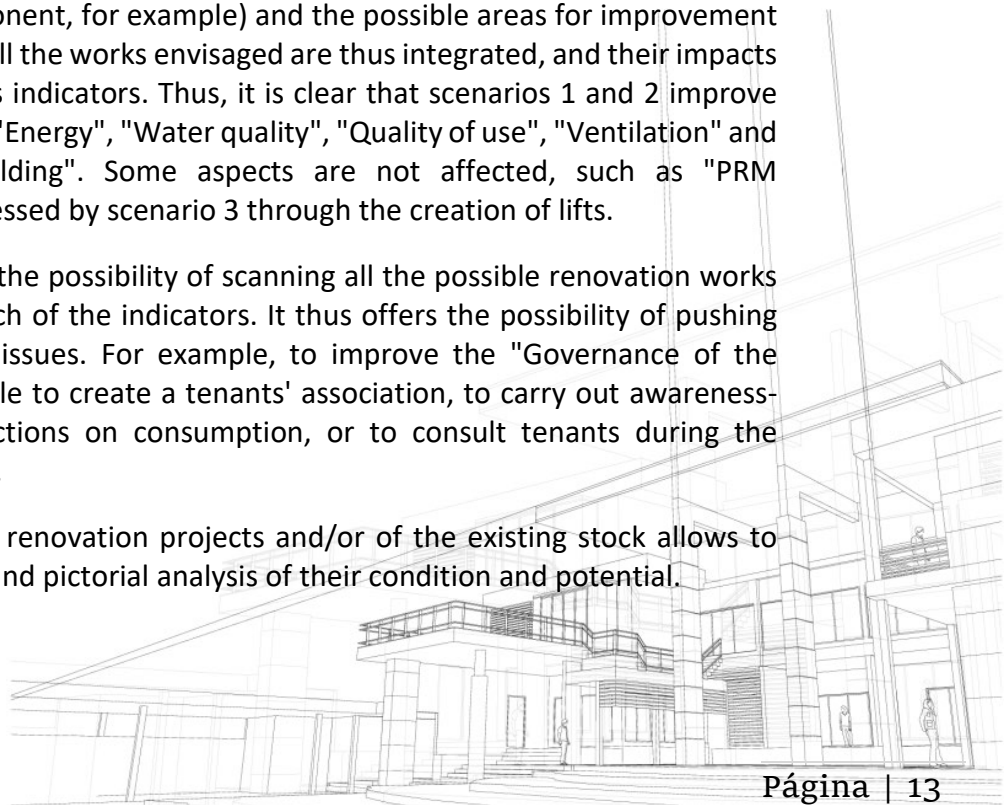 onent, for example) and the possible areas for improvement
ll the works envisaged are thus integrated, and their impacts
s indicators. Thus, it is clear that scenarios 1 and 2 improve
"Energy", "Water quality", "Quality of use", "Ventilation" and
lding". Some aspects are not affected, such as "PRM
essed by scenario 3 through the creation of lifts.
the possibility of scanning all the possible renovation works
ch of the indicators. It thus offers the possibility of pushing
issues. For example, to improve the "Governance of the
le to create a tenants' association, to carry out awareness-
ctions on consumption, or to consult tenants during the
.
renovation projects and/or of the existing stock allows to
nd pictorial analysis of their condition and potential.
Página | 13